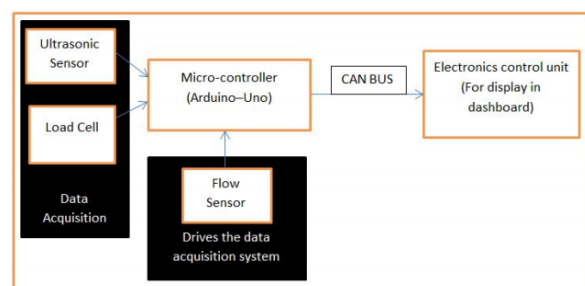 Ultrasonic
Sensor
Load Cell
Data
Acquisition
Micro-controller
(Arduino–Uno)
Flow
Sensor
Drives the data
acquisition system
CAN BUS
Electronics control unit
(For display in
dashboard)